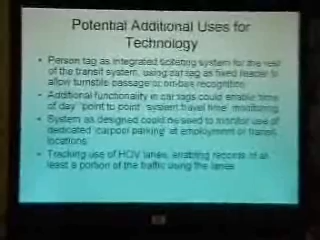 Potential Additional Uses for
Technology
• Person tag as integrated ticketing system for the rest
of the transit system, using car tag as fixed reader to
allow turnstile passage or on-bus recognition
• Additional functionality in car tags could enable time
of day "point to point" system travel time monitoring
• System as designed could be used to monitor use of
dedicated "carpool parking" at employment or transit
locations
• Tracking use of HOV lanes, enabling records of at
least a portion of the traffic using the lanes